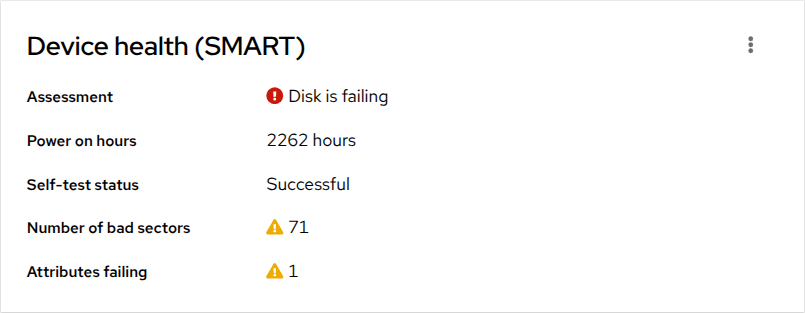 Device health (SMART)
Assessment Disk is failing
Power on hours 2262 hours
Self-test status Successful
Number of bad sectors 71
Attributes failing 1